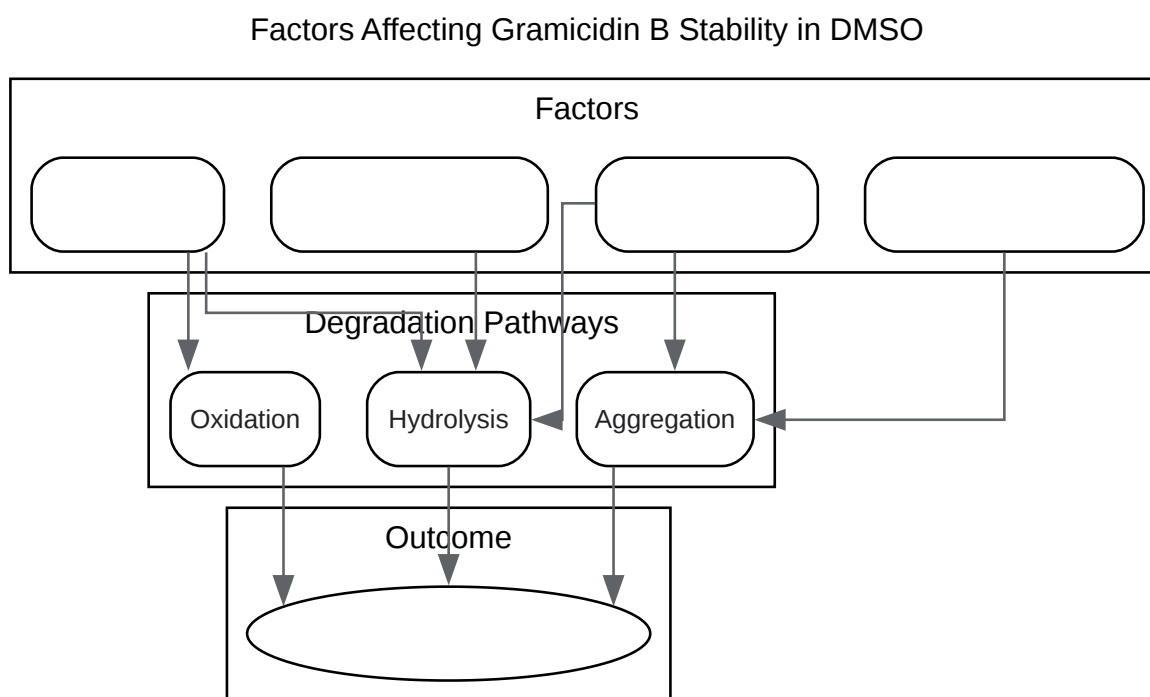 Factors Affecting Gramicidin B Stability in DMSO
Factors
Degradation Pathways
Oxidation
Hydrolysis
Aggregation
Outcome